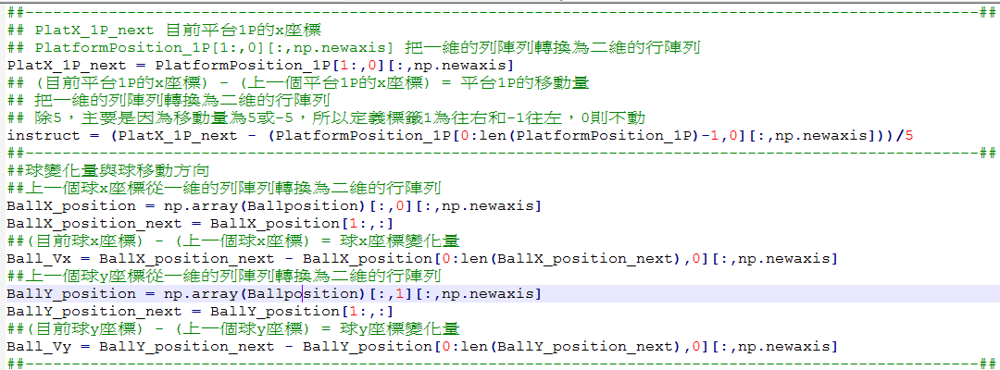 ##-------------------------------------------------------------------------------------------------------##
## PlatX_1P_next 目前平台1P的x座標
## PlatformPosition_1P[1:,0][:,np.newaxis] 把一維的列陣列轉換為二維的行陣列
PlatX_1P_next = PlatformPosition_1P[1:,0][:,np.newaxis]
## (目前平台1P的x座標) - (上一個平台1P的x座標) = 平台1P的移動量
## 把一維的列陣列轉換為二維的行陣列
## 除5，主要是因為移動量為5或-5，所以定義標籤1為往右和-1往左，0則不動
instruct = (PlatX_1P_next - (PlatformPosition_1P[0:len(PlatformPosition_1P)-1,0][:,np.newaxis]))/5
##-------------------------------------------------------------------------------------------------------##
##球變化量與球移動方向
##上一個球x座標從一維的列陣列轉換為二維的行陣列
BallX_position = np.array(Ballposition)[:,0][:,np.newaxis]
BallX_position_next = BallX_position[1:,:]
##(目前球x座標) - (上一個球x座標) = 球x座標變化量
Ball_Vx = BallX_position_next - BallX_position[0:len(BallX_position_next),0][:,np.newaxis]
##上一個球y座標從一維的列陣列轉換為二維的行陣列
BallY_position = np.array(Ballposition)[:,1][:,np.newaxis]
BallY_position_next = BallY_position[1:,:]
##(目前球y座標) - (上一個球y座標) = 球y座標變化量
Ball_Vy = BallY_position_next - BallY_position[0:len(BallY_position_next),0][:,np.newaxis]
##-------------------------------------------------------------------------------------------------------##